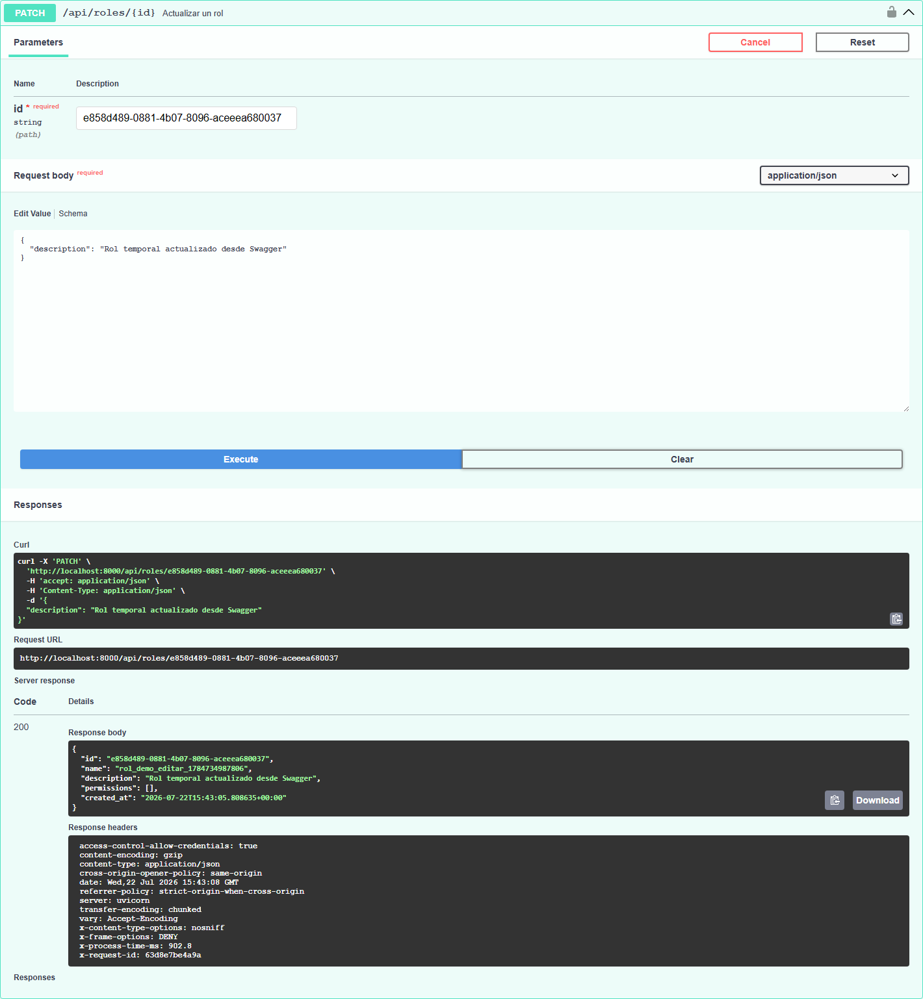 PATCH /api/roles/{id} Actualizar un rol
Parameters
Cancel
Reset
Name Description
id * required
string
(path)
e858d489-0881-4b07-8096-aceeea680037
Request body required
application/json
Edit Value Schema
{
  "description": "Rol temporal actualizado desde Swagger"
}
Execute
Clear
Responses
Curl
curl -X 'PATCH' \
  'http://localhost:8000/api/roles/e858d489-0881-4b07-8096-aceeea680037' \
  -H 'accept: application/json' \
  -H 'Content-Type: application/json' \
  -d '{
  "description": "Rol temporal actualizado desde Swagger"
}'
Request URL
http://localhost:8000/api/roles/e858d489-0881-4b07-8096-aceeea680037
Server response
Code Details
200
Response body
{
  "id": "e858d489-0881-4b07-8096-aceeea680037",
  "name": "rol_demo_editar_1784734987806",
  "description": "Rol temporal actualizado desde Swagger",
  "permissions": [],
  "created_at": "2026-07-22T15:43:05.808635+00:00"
}
Download
Response headers
access-control-allow-credentials: true
content-encoding: gzip
content-type: application/json
cross-origin-opener-policy: same-origin
date: Wed,22 Jul 2026 15:43:08 GMT
referrer-policy: strict-origin-when-cross-origin
server: uvicorn
transfer-encoding: chunked
vary: Accept-Encoding
x-content-type-options: nosniff
x-frame-options: DENY
x-process-time-ms: 902.8
x-request-id: 63d8e7be4a9a
Responses